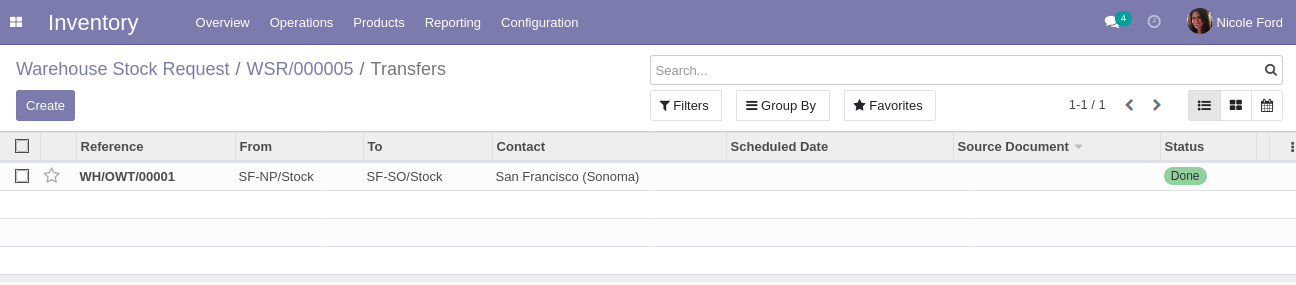 Inventory Overview Operations Products Reporting Configuration 4 Nicole Ford
Warehouse Stock Request / WSR/000005 / Transfers Search...
Create Filters Group By Favorites 1-1 / 1
Reference From To Contact Scheduled Date Source Document Status
WH/OWT/00001 SF-NP/Stock SF-SO/Stock San Francisco (Sonoma) Done